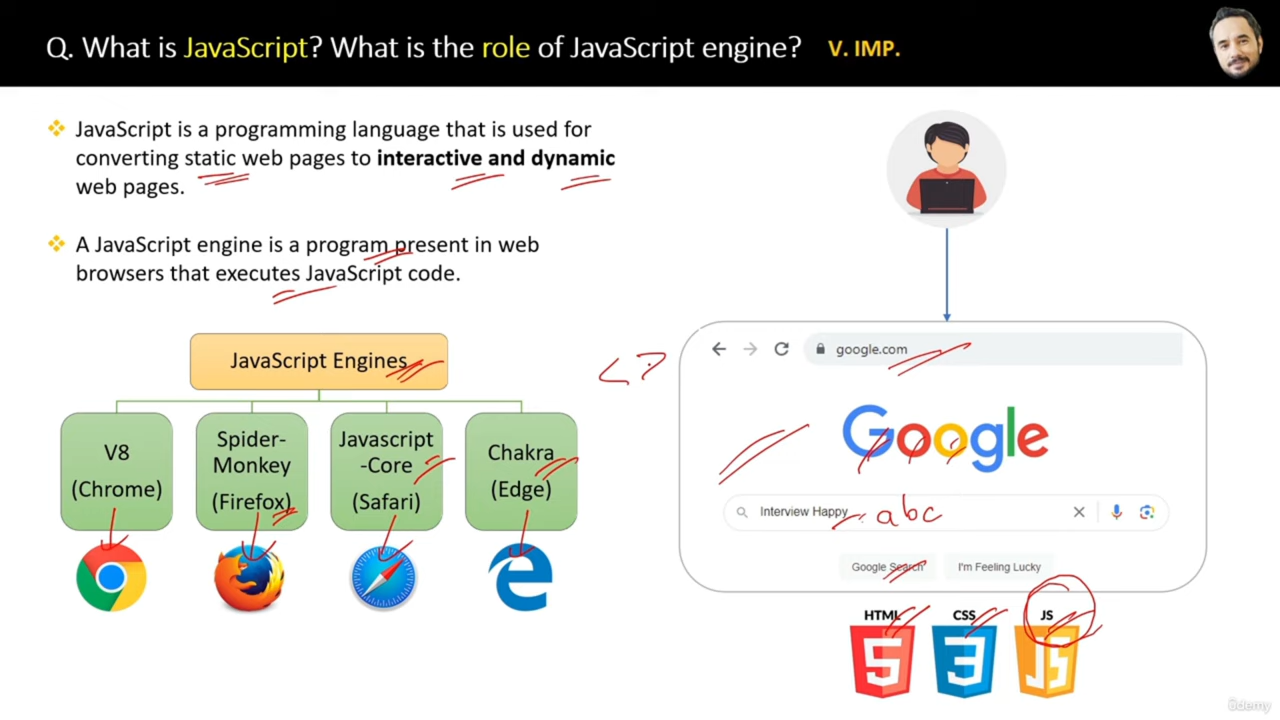 Q. What is JavaScript? What is the role of JavaScript engine? V. IMP.
JavaScript is a programming language that is used for
converting static web pages to interactive and dynamic
web pages.
A JavaScript engine is a program present in web
browsers that executes JavaScript code.
JavaScript Engines
V8
(Chrome)
Spider-
Monkey
(Firefox)
Javascript
-Core
(Safari)
Chakra
(Edge)
< >
google.com
Google
Interview Happy
abc
Google Search
I'm Feeling Lucky
HTML
CSS
JS
5
3
JS
ûdemy